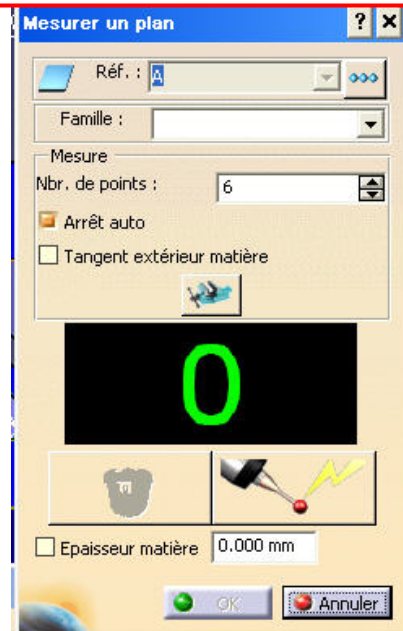 Mesurer un plan
Réf. : A
Famille :
Mesure
Nbr. de points : 6
Arrêt auto
Tangent extérieur matière
0
Epaisseur matière 0.000 mm
OK Annuler